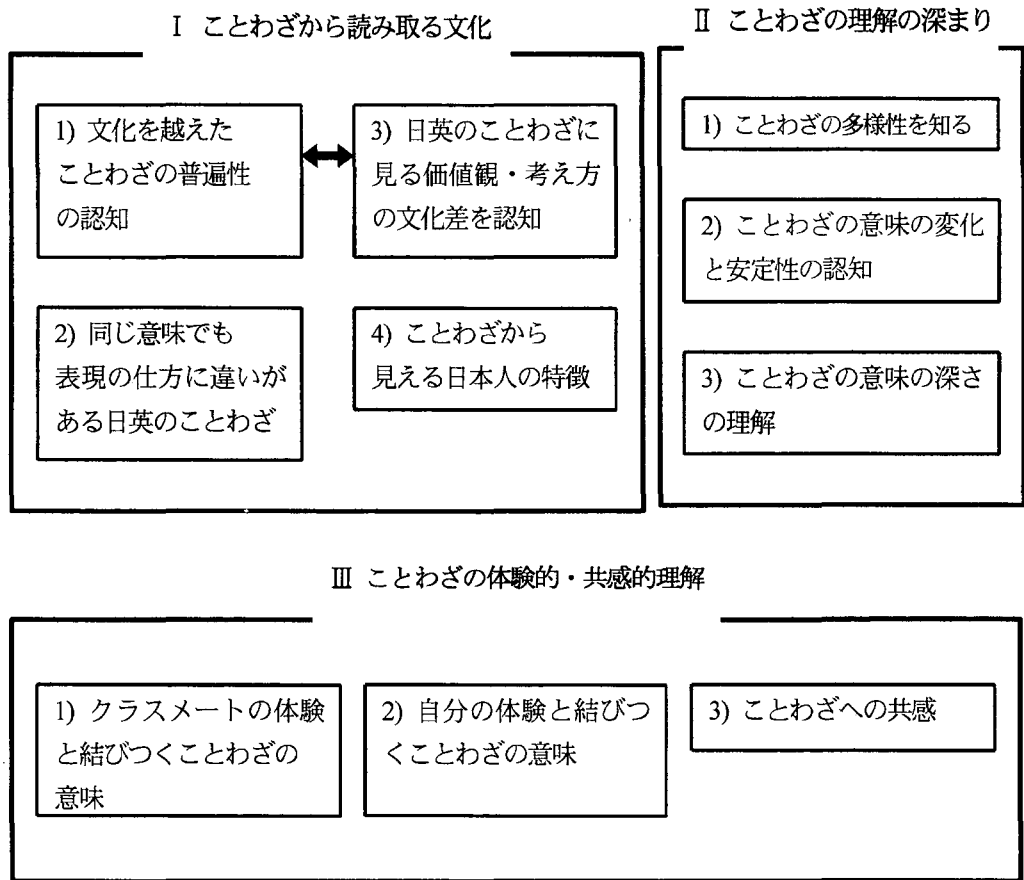 Ⅰ ことわざから読み取る文化
1) 文化を越えた
ことわざの普遍性
の認知
3) 日英のことわざに
見る価値観・考え方
の文化差を認知
2) 同じ意味でも
表現の仕方に違いが
ある日英のことわざ
4) ことわざから
見える日本人の特徴
Ⅱ ことわざの理解の深まり
1) ことわざの多様性を知る
2) ことわざの意味の変化
と安定性の認知
3) ことわざの意味の深さ
の理解
Ⅲ ことわざの体験的・共感的理解
1) クラスメートの体験
と結びつくことわざの
意味
2) 自分の体験と結びつ
くことわざの意味
3) ことわざへの共感